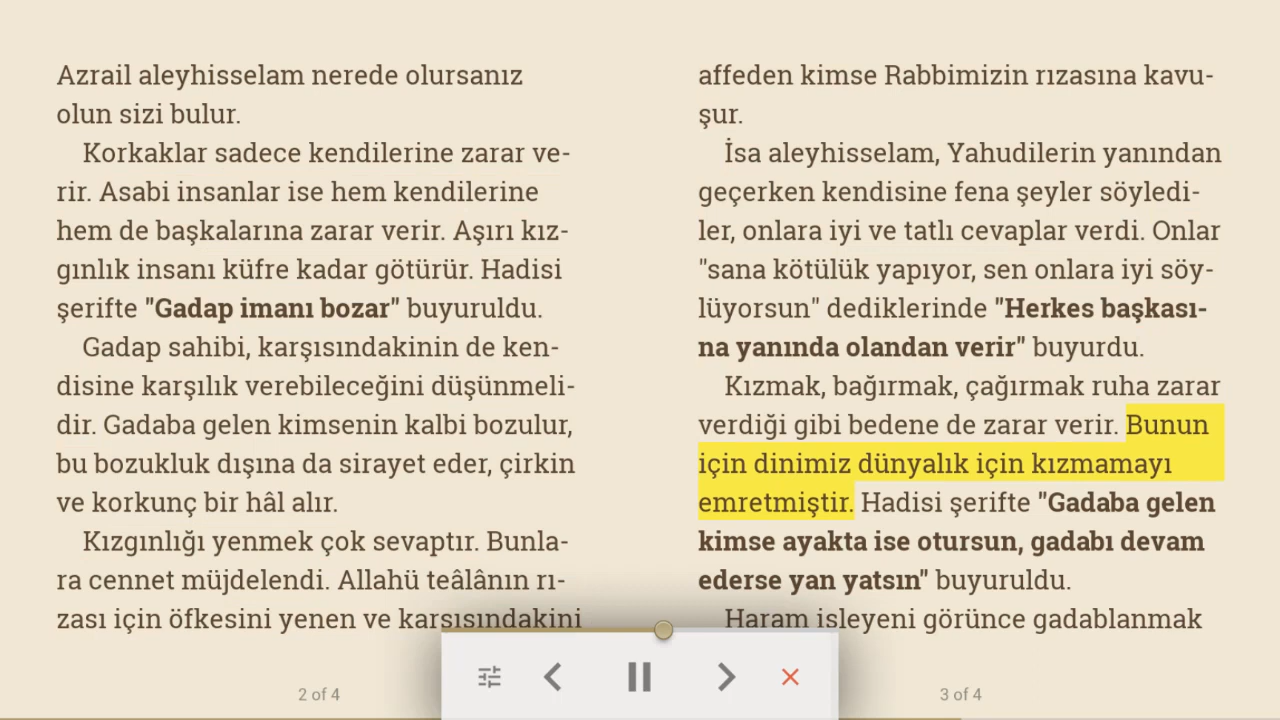 Azrail aleyhisselam nerede olursanız
olun sizi bulur.
Korkaklar sadece kendilerine zarar ve-
rir. Asabi insanlar ise hem kendilerine
hem de başkalarına zarar verir. Aşırı kız-
gınlık insanı küfre kadar götürür. Hadisi
şerifte "Gadap imanı bozar" buyuruldu.
Gadap sahibi, karşısındakinin de ken-
disine karşılık verebileceğini düşünmeli-
dir. Gadaba gelen kimsenin kalbi bozulur,
bu bozukluk dışına da sirayet eder, çirkin
ve korkunç bir hâl alır.
Kızgınlığı yenmek çok sevaptır. Bunla-
ra cennet müjdelendi. Allahü teâlânın rı-
zası için öfkesini yenen ve karşısındakini
2 of 4
affeden kimse Rabbimizin rızasına kavu-
şur.
İsa aleyhisselam, Yahudilerin yanından
geçerken kendisine fena şeyler söyledi-
ler, onlara iyi ve tatlı cevaplar verdi. Onlar
"sana kötülük yapıyor, sen onlara iyi söy-
lüyorsun" dediklerinde "Herkes başkası-
na yanında olandan verir" buyurdu.
Kızmak, bağırmak, çağırmak ruha zarar
verdiği gibi bedene de zarar verir. Bunun
için dinimiz dünyalık için kızmamayı
emretmiştir. Hadisi şerifte "Gadaba gelen
kimse ayakta ise otursun, gadabı devam
ederse yan yatsın" buyuruldu.
Haram işleyeni görünce gadablanmak
3 of 4